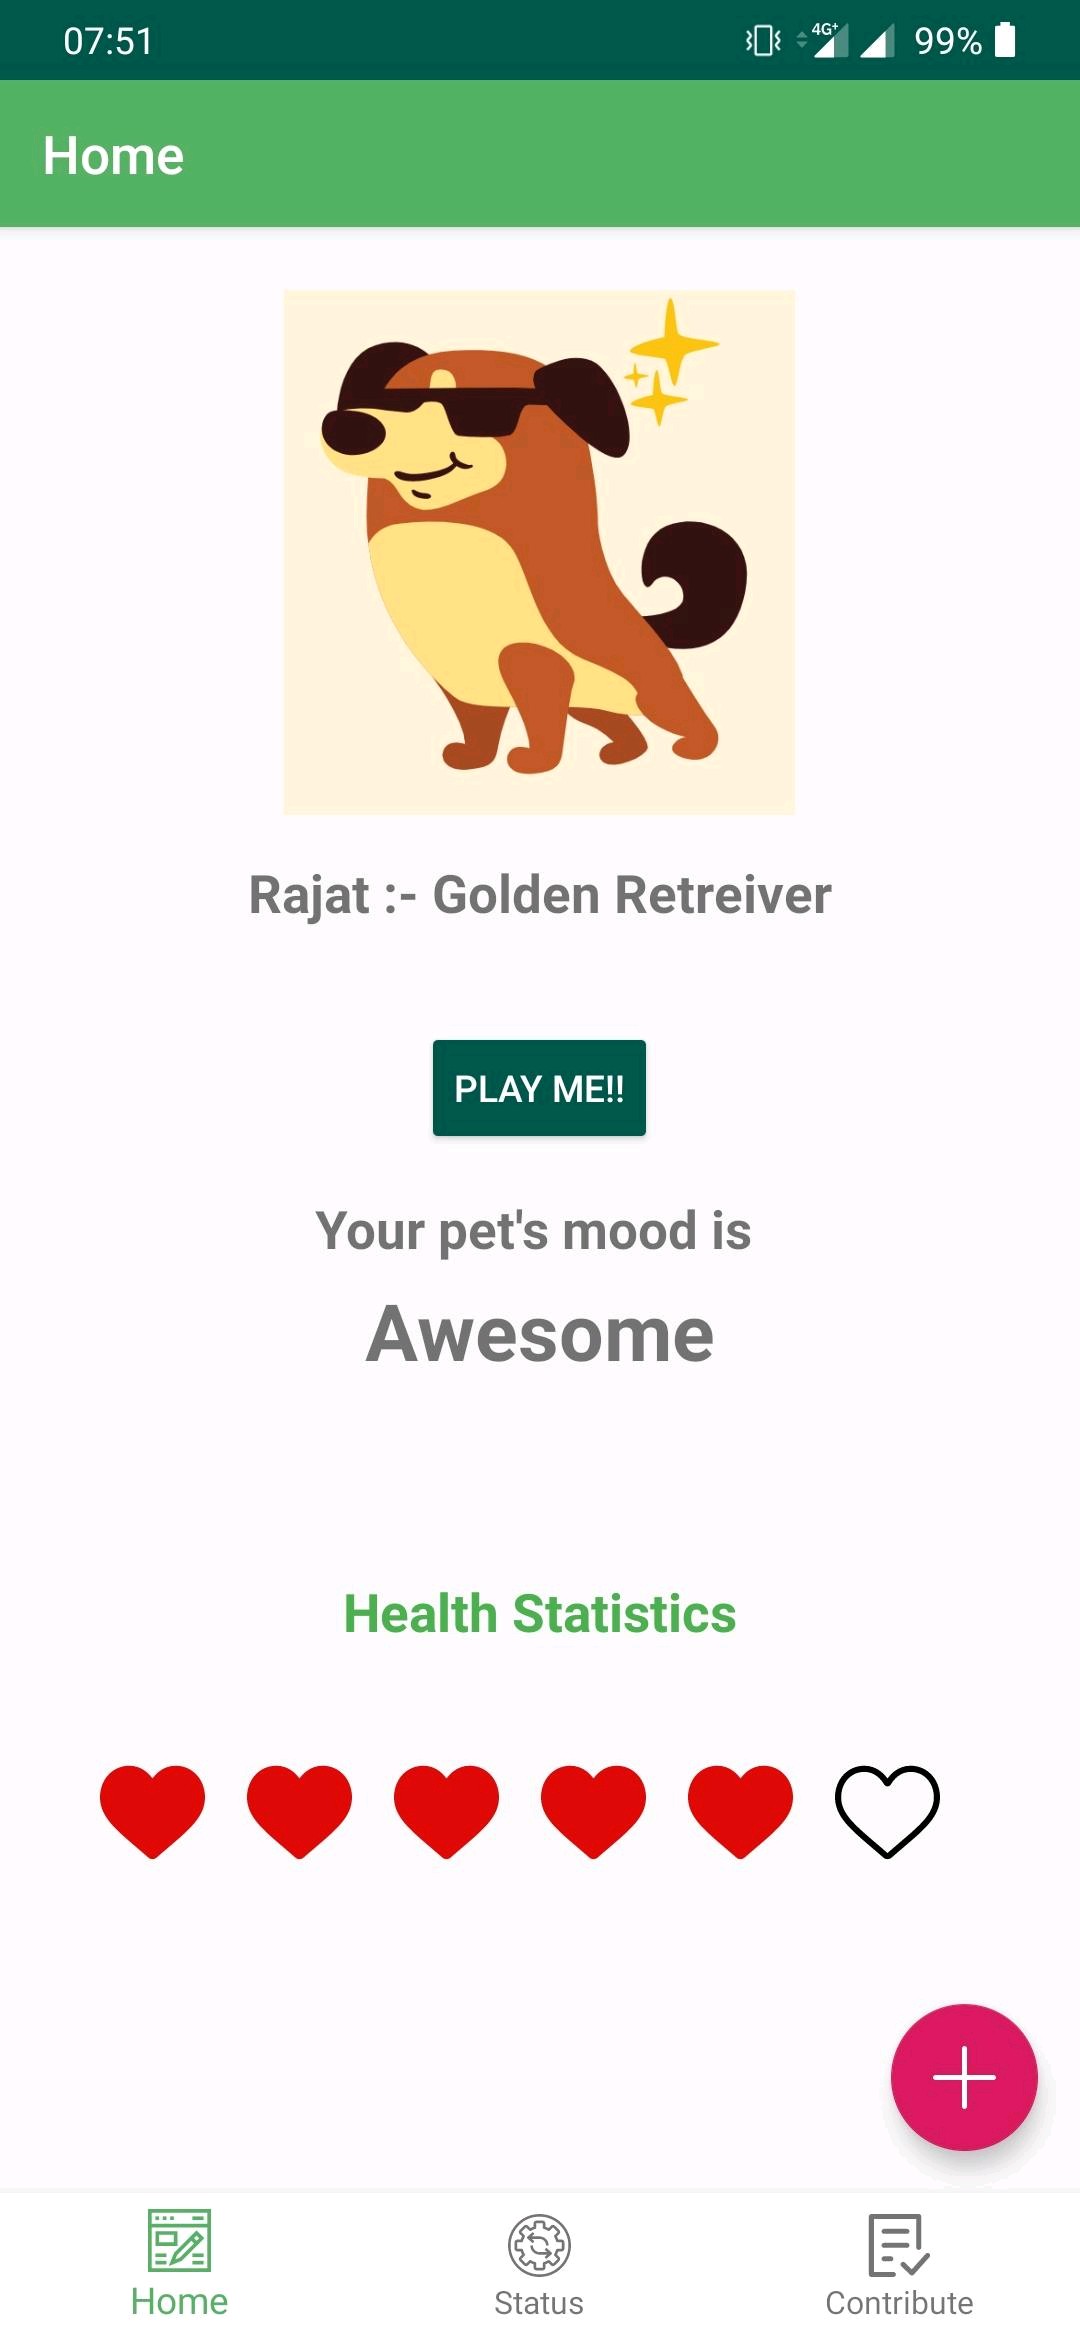 07:51
4G+ 99%
Home
Rajat :- Golden Retreiver
PLAY ME!!
Your pet's mood is
Awesome
Health Statistics
Home Status Contribute